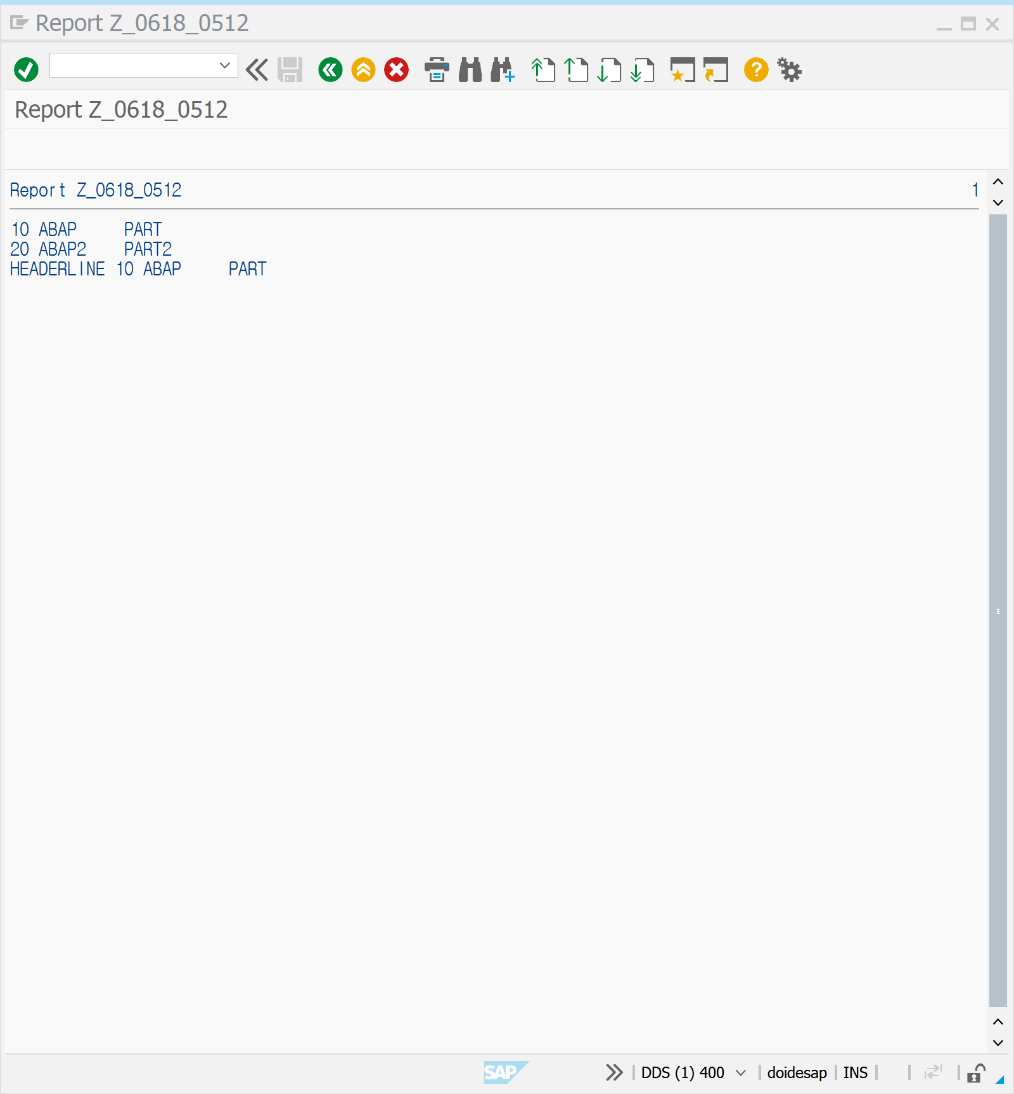 Report Z_0618_0512
Report Z_0618_0512
Report Z_0618_0512 1
10 ABAP PART
20 ABAP2 PART2
HEADERLINE 10 ABAP PART
SAP DDS (1) 400 doidesap INS